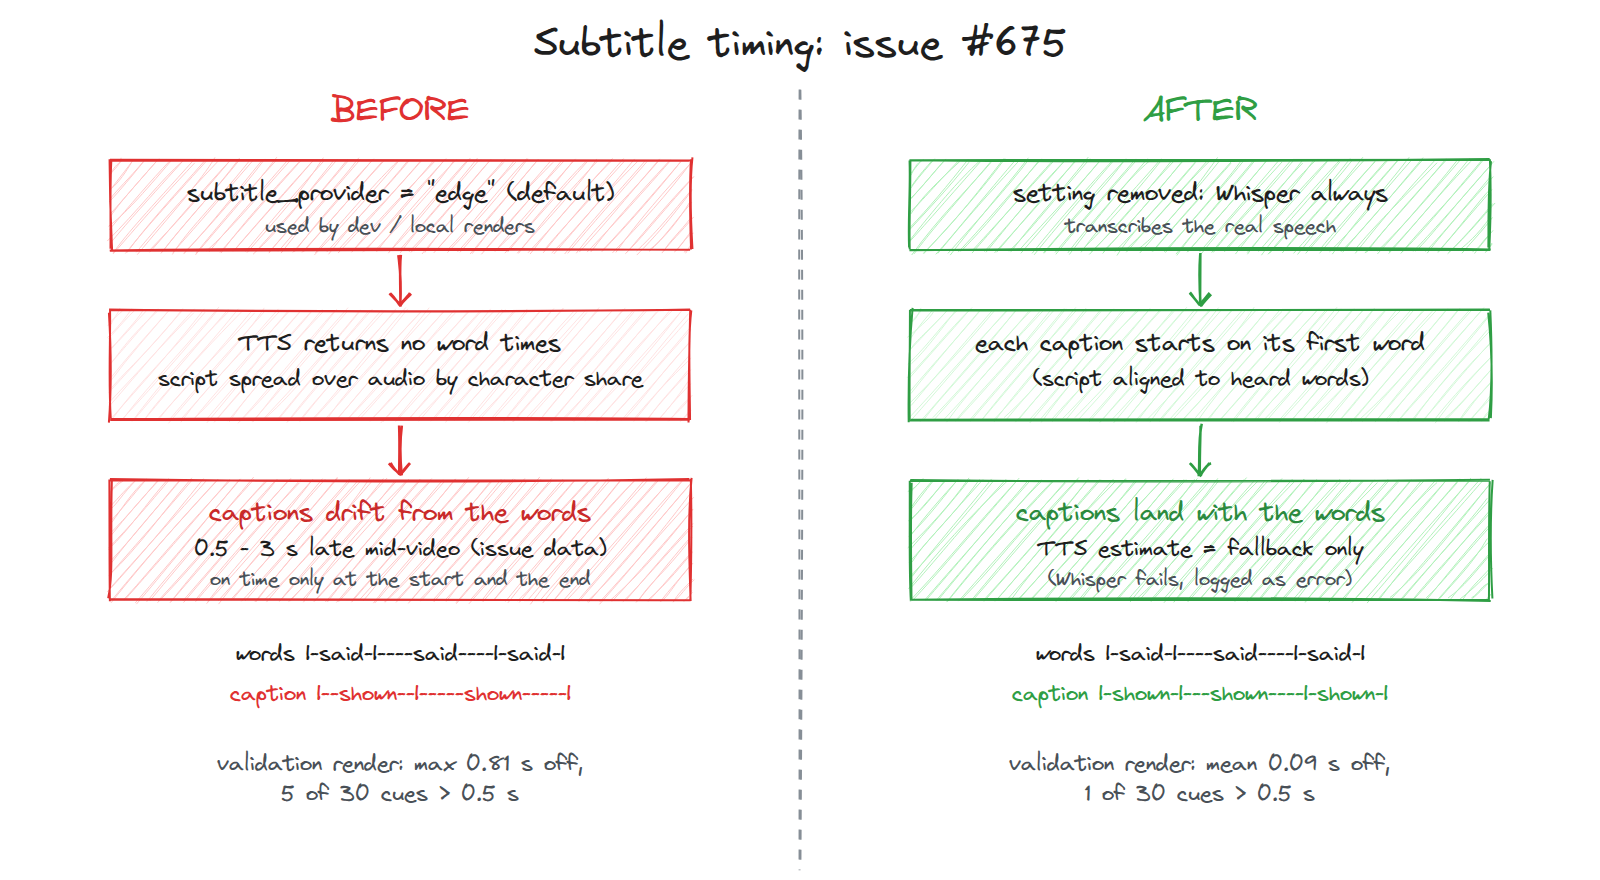 Subtitle timing: issue #675
BEFORE
subtitle_provider = "edge" (default)
used by dev / local renders
TTS returns no word times
script spread over audio by character share
captions drift from the words
0.5 - 3 s late mid-video (issue data)
on time only at the start and the end
words |-said-|----said----|-said-|
caption |--shown--|-----shown-----|
validation render: max 0.81 s off,
5 of 30 cues > 0.5 s
AFTER
setting removed: Whisper always
transcribes the real speech
each caption starts on its first word
(script aligned to heard words)
captions land with the words
TTS estimate = fallback only
(Whisper fails, logged as error)
words |-said-|----said----|-said-|
caption |-shown-|---shown----|-shown-|
validation render: mean 0.09 s off,
1 of 30 cues > 0.5 s